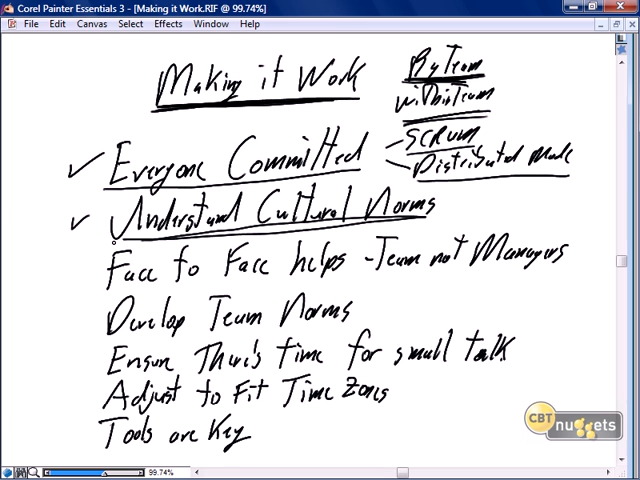 Corel Painter Essentials 3 - [Making it Work.RIF @ 99.74%]
File Edit Canvas Select Effects Window Help
Making it Work
By Team
within Team
Everyone Committed
SCRUM
Distributed Mode
Understand Cultural Norms
Face to Face helps - Team not Managers
Develop Team Norms
Ensure There's time for small talk
Adjust to Fit Time Zones
Tools are Key
CBT nuggets
99.74%